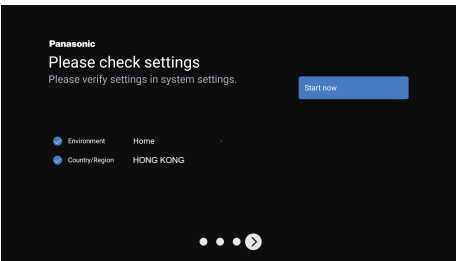 Panasonic
Please check settings
Please verify settings in system settings.
Start now
Environment Home
Country/Region HONG KONG